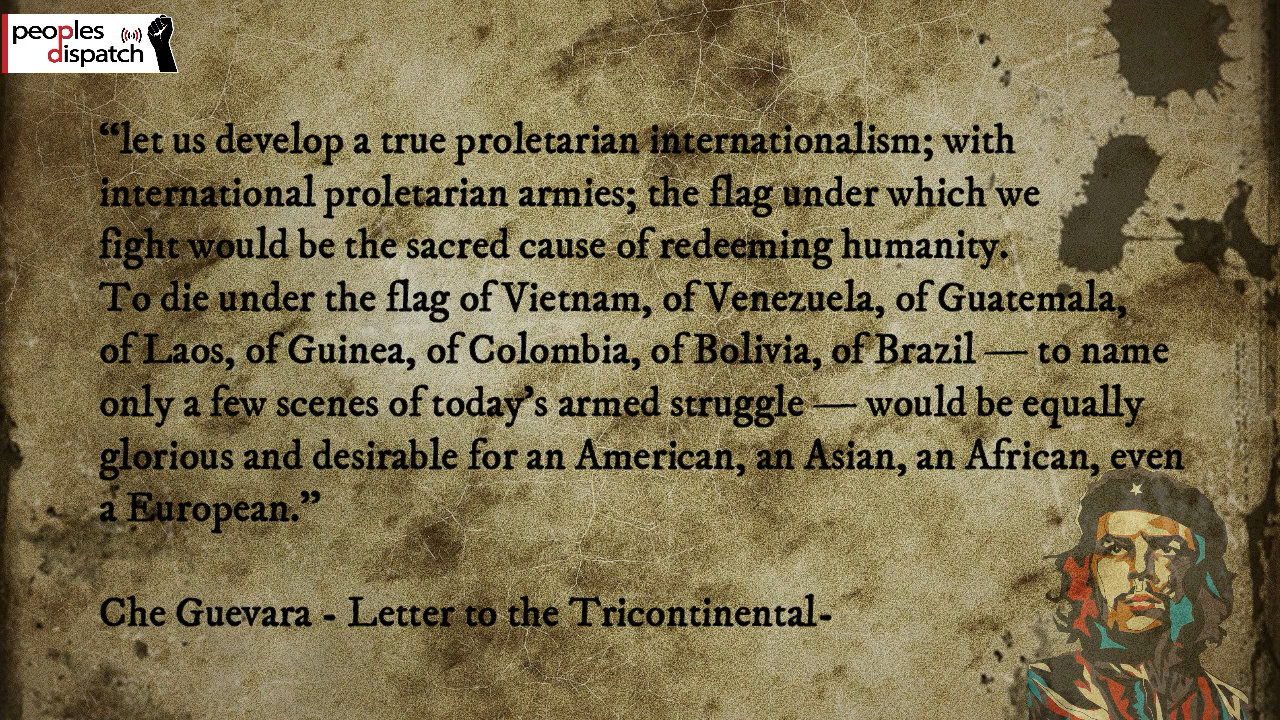 peoples
dispatch
“let us develop a true proletarian internationalism; with
international proletarian armies; the flag under which we
fight would be the sacred cause of redeeming humanity.
To die under the flag of Vietnam, of Venezuela, of Guatemala,
of Laos, of Guinea, of Colombia, of Bolivia, of Brazil — to name
only a few scenes of today’s armed struggle — would be equally
glorious and desirable for an American, an Asian, an African, even
a European.”
Che Guevara - Letter to the Tricontinental-